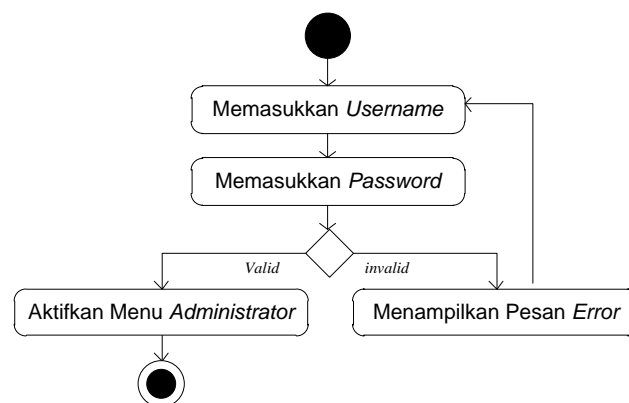 Memasukkan Username
Memasukkan Password
Valid
invalid
Aktifkan Menu Administrator
Menampilkan Pesan Error